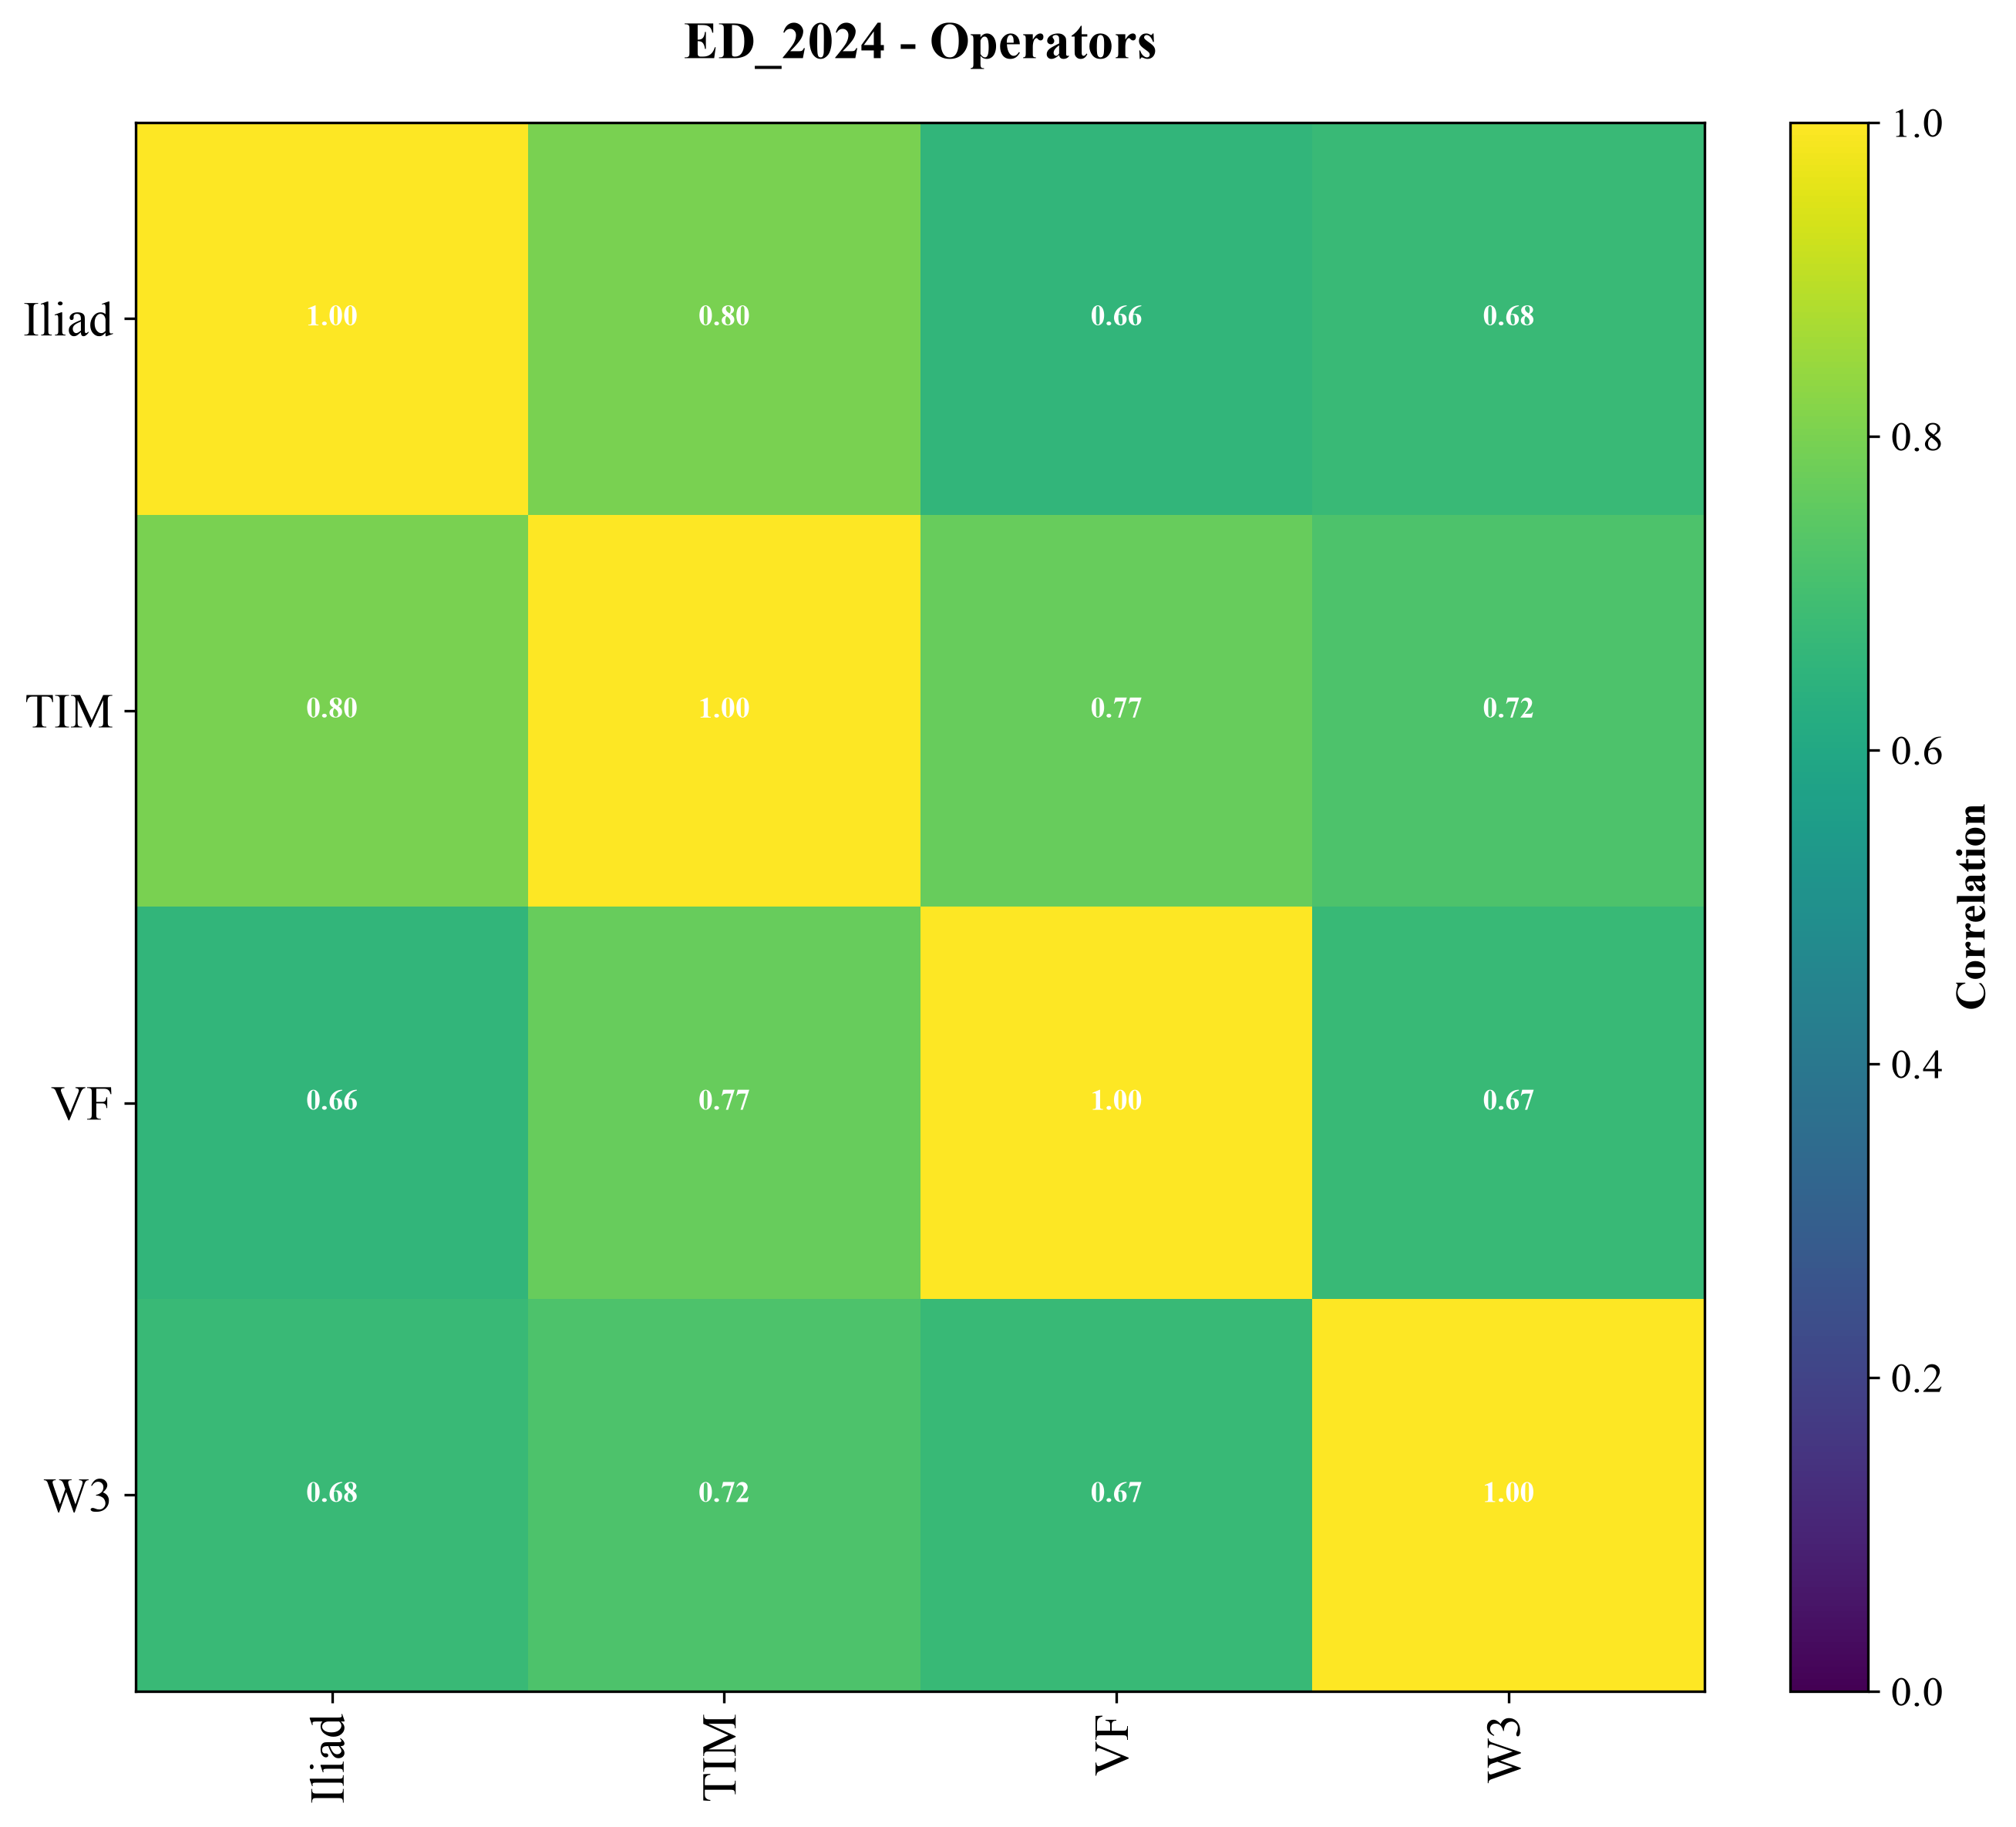 ED_2024 - Operators
Iliad 1.00 0.80 0.66 0.68
TIM 0.80 1.00 0.77 0.72
VF 0.66 0.77 1.00 0.67
W3 0.68 0.72 0.67 1.00
Iliad TIM VF W3
1.0
0.8
0.6
0.4
0.2
0.0
Correlation